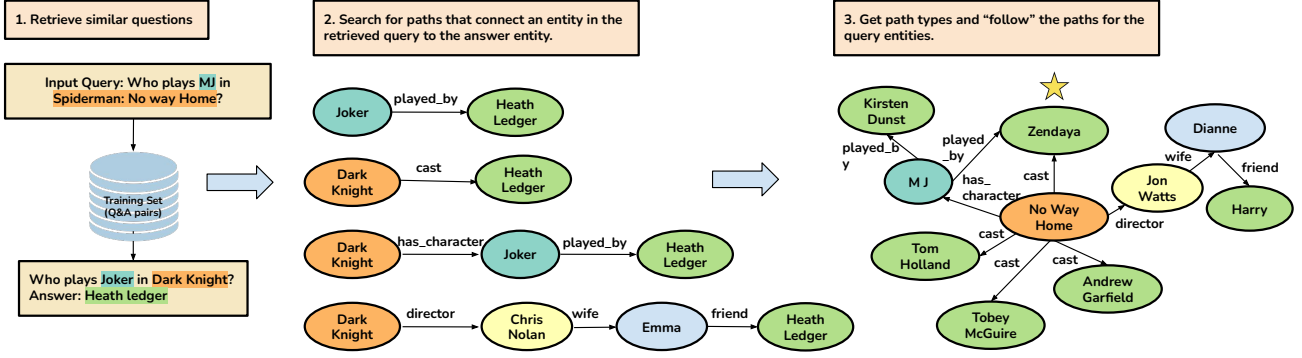 1. Retrieve similar questions
Input Query: Who plays MJ in
Spiderman: No way Home?
Training Set
(Q&A pairs)
Who plays Joker in Dark Knight?
Answer: Heath ledger
2. Search for paths that connect an entity in the
retrieved query to the answer entity.
Joker
played_by
Heath
Ledger
Dark
Knight
cast
Heath
Ledger
Dark
Knight
has_character
Joker
played_by
Heath
Ledger
Dark
Knight
director
Chris
Nolan
wife
Emma
friend
Heath
Ledger
3. Get path types and “follow” the paths for the
query entities.
Kirsten
Dunst
played_b
y
M J
played
_by
Zendaya
has_
character
cast
No Way
Home
director
Jon
Watts
wife
Dianne
friend
Harry
cast
Tom
Holland
cast
Tobey
McGuire
cast
Andrew
Garfield